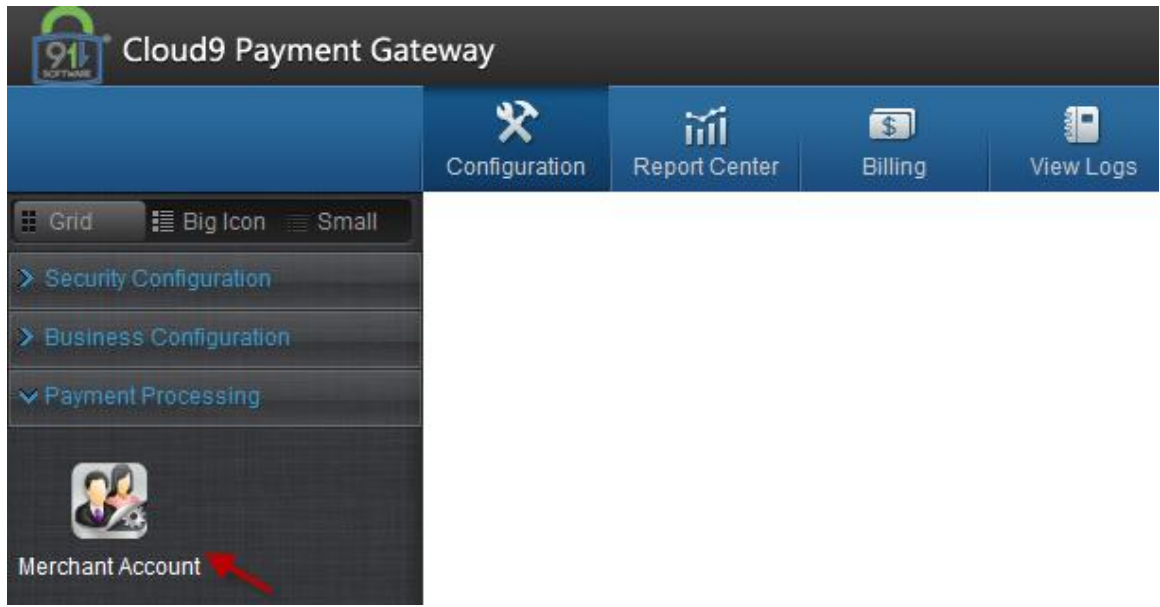 91L
SOFTWARE
Cloud9 Payment Gateway
Configuration
Report Center
Billing
View Logs
Grid
Big Icon
Small
Security Configuration
Business Configuration
Payment Processing
Merchant Account